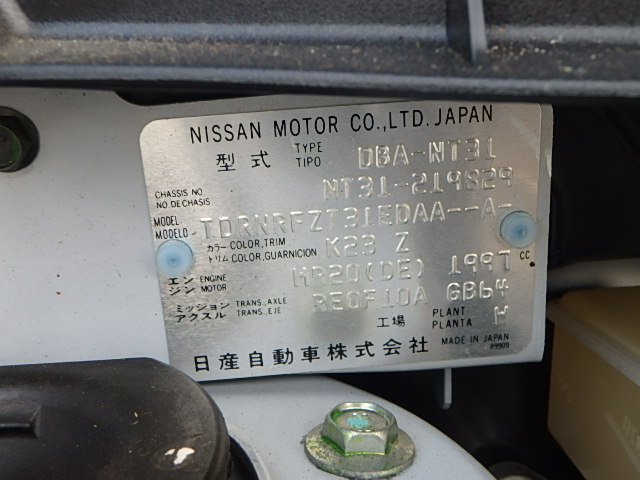 NISSAN MOTOR CO., LTD. JAPAN
型式 TYPE TIPO DBA-NT31
CHASSIS NO. NO. DE CHASIS NT31-219829
MODEL MODELO TDRNRFZT31EDAA--A-
カラー COLOR,TRIM トリム COLOR,GUARNICION K23 Z
エンジン ENGINE MOTOR MR20(DE) 1997 CC
ミッション アクスル TRANS.,AXLE TRANS.,EJE RE0F10A GB64
工場 PLANT PLANTA W
日産自動車株式会社 MADE IN JAPAN
89909